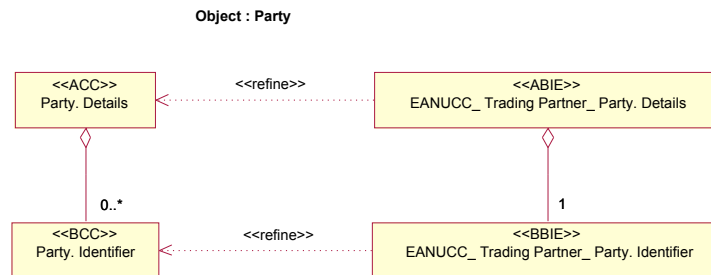 Object : Party
<<ACC>>
Party. Details
<<refine>>
<<ABIE>>
EANUCC_ Trading Partner_ Party. Details
0..*
1
<<BCC>>
Party. Identifier
<<refine>>
<<BBIE>>
EANUCC_ Trading Partner_ Party. Identifier